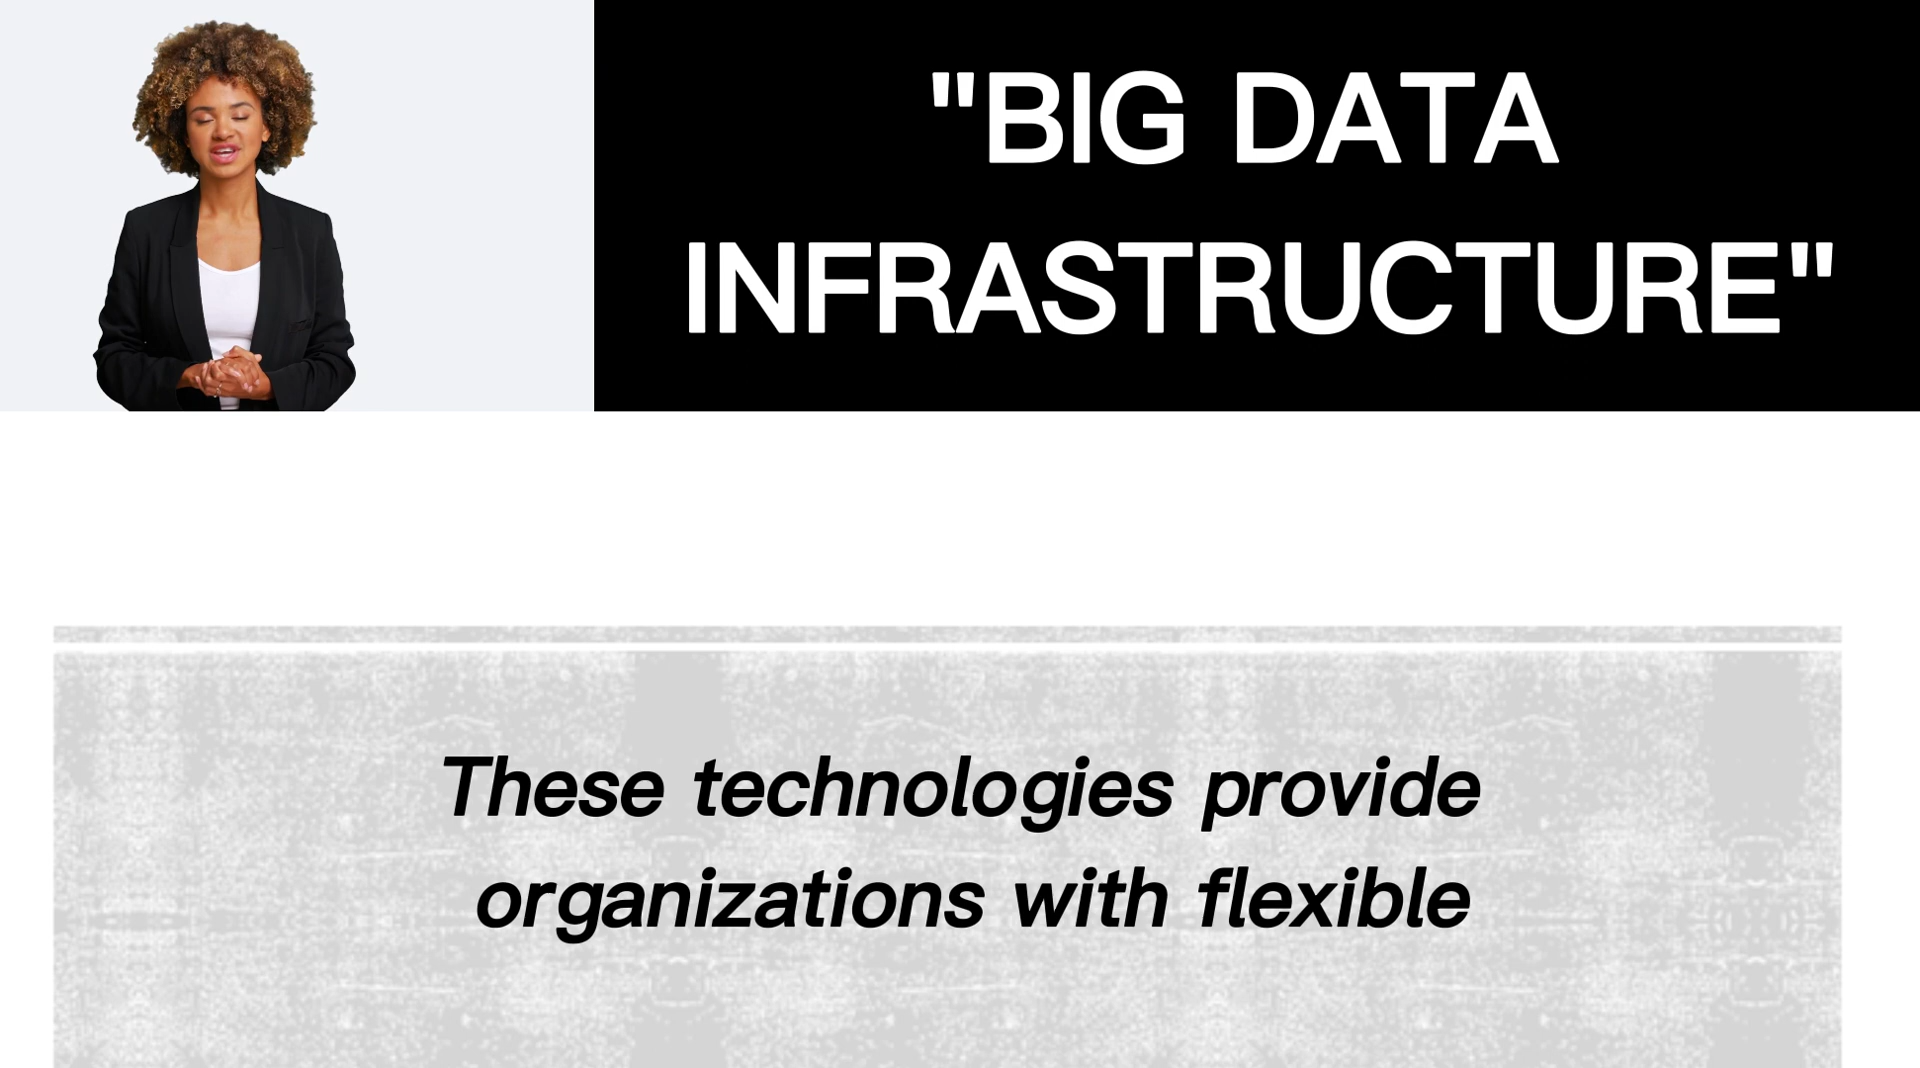 "BIG DATA
INFRASTRUCTURE"
These technologies provide
organizations with flexible